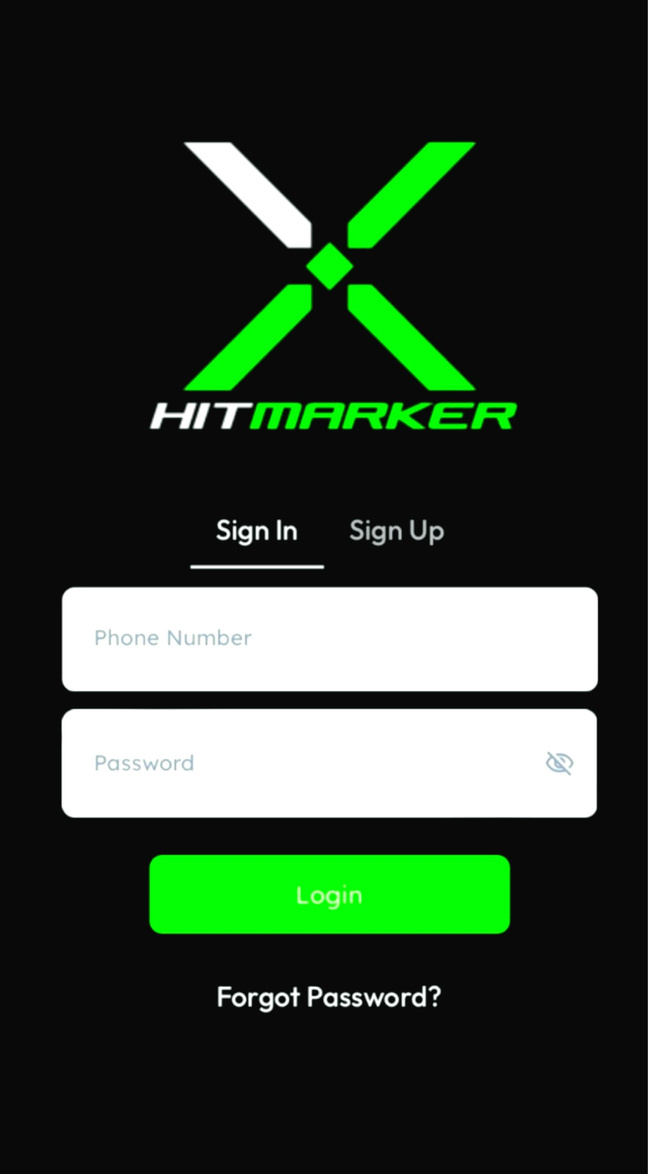 HITMARKER
Sign In Sign Up
Phone Number
Password
Login
Forgot Password?